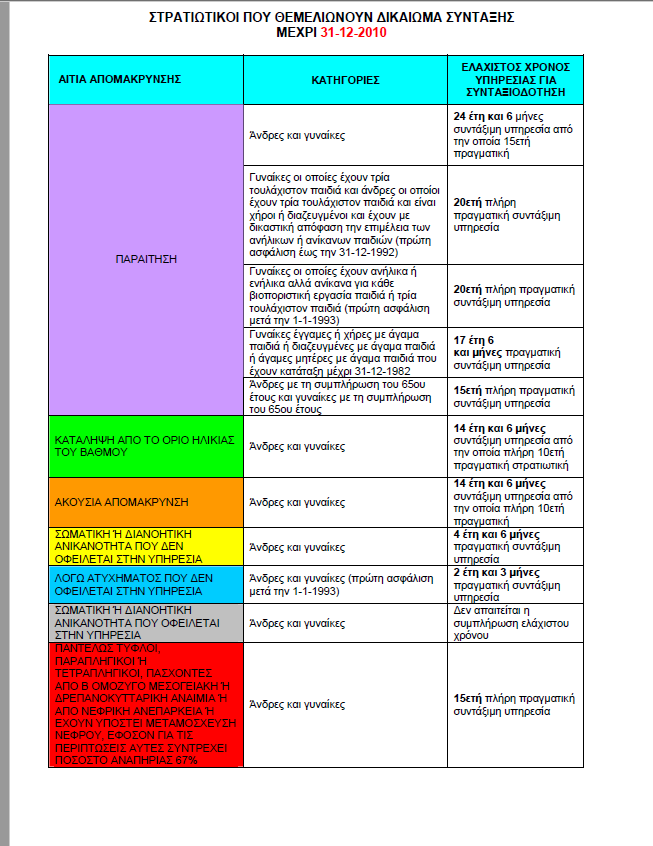 ΣΤΡΑΤΙΩΤΙΚΟΙ ΠΟΥ ΘΕΜΕΛΙΩΝΟΥΝ ΔΙΚΑΙΩΜΑ ΣΥΝΤΑΞΗΣ
ΜΕΧΡΙ 31-12-2010
ΑΙΤΙΑ ΑΠΟΜΑΚΡΥΝΣΗΣ
ΚΑΤΗΓΟΡΙΕΣ
ΕΛΑΧΙΣΤΟΣ ΧΡΟΝΟΣ
ΥΠΗΡΕΣΙΑΣ ΓΙΑ
ΣΥΝΤΑΞΙΟΔΟΤΗΣΗ
ΠΑΡΑΙΤΗΣΗ
Άνδρες και γυναίκες
24 έτη και 6 μήνες
συντάξιμη υπηρεσία από
την οποία 15ετή
πραγματική
Γυναίκες οι οποίες έχουν τρία
τουλάχιστον παιδιά και άνδρες οι οποίοι
έχουν τρία τουλάχιστον παιδιά και είναι
χήροι ή διαζευγμένοι και έχουν με
δικαστική απόφαση την επιμέλεια των
ανήλικων ή ανίκανων παιδιών (πρώτη
ασφάλιση έως την 31-12-1992)
20ετή πλήρη
πραγματική συντάξιμη
υπηρεσία
Γυναίκες οι οποίες έχουν ανήλικα ή
ενήλικα αλλά ανίκανα για κάθε
βιοποριστική εργασία παιδιά ή τρία
τουλάχιστον παιδιά (πρώτη ασφάλιση
μετά την 1-1-1993)
20ετή πλήρη πραγματική
συντάξιμη υπηρεσία
Γυναίκες έγγαμες ή χήρες με άγαμα
παιδιά ή διαζευγμένες με άγαμα παιδιά
ή άγαμες μητέρες με άγαμα παιδιά που
έχουν κατάταξη μέχρι 31-12-1982
17 έτη 6
και μήνες πραγματική
συντάξιμη υπηρεσία
Άνδρες με τη συμπλήρωση του 65ου
έτους και γυναίκες με τη συμπλήρωση
του 65ου έτους
15ετή πλήρη πραγματική
συντάξιμη υπηρεσία
ΚΑΤΑΛΗΨΗ ΑΠΟ ΤΟ ΟΡΙΟ ΗΛΙΚΙΑΣ
ΤΟΥ ΒΑΘΜΟΥ
Άνδρες και γυναίκες
14 έτη και 6 μήνες
συντάξιμη υπηρεσία από
την οποία πλήρη 10ετή
πραγματική στρατιωτική
ΑΚΟΥΣΙΑ ΑΠΟΜΑΚΡΥΝΣΗ
Άνδρες και γυναίκες
14 έτη και 6 μήνες
συντάξιμη υπηρεσία από
την οποία πλήρη 10ετή
πραγματική
ΣΩΜΑΤΙΚΗ Ή ΔΙΑΝΟΗΤΙΚΗ
ΑΝΙΚΑΝΟΤΗΤΑ ΠΟΥ ΔΕΝ
ΟΦΕΙΛΕΤΑΙ ΣΤΗΝ ΥΠΗΡΕΣΙΑ
Άνδρες και γυναίκες
4 έτη και 6 μήνες
πραγματική συντάξιμη
υπηρεσία
ΛΟΓΩ ΑΤΥΧΗΜΑΤΟΣ ΠΟΥ ΔΕΝ
ΟΦΕΙΛΕΤΑΙ ΣΤΗΝ ΥΠΗΡΕΣΙΑ
Άνδρες και γυναίκες (πρώτη ασφάλιση
μετά την 1-1-1993)
2 έτη και 3 μήνες
πραγματική συντάξιμη
υπηρεσία
ΣΩΜΑΤΙΚΗ Ή ΔΙΑΝΟΗΤΙΚΗ
ΑΝΙΚΑΝΟΤΗΤΑ ΠΟΥ ΟΦΕΙΛΕΤΑΙ
ΣΤΗΝ ΥΠΗΡΕΣΙΑ
Άνδρες και γυναίκες
Δεν απαιτείται η
συμπλήρωση ελάχιστου
χρόνου
ΠΑΝΤΕΛΩΣ ΤΥΦΛΟΙ,
ΠΑΡΑΠΛΗΓΙΚΟΙ Ή
ΤΕΤΡΑΠΛΗΓΙΚΟΙ, ΠΑΣΧΟΝΤΕΣ
ΑΠΟ Β ΟΜΟΖΥΓΟ ΜΕΣΟΓΕΙΑΚΗ Ή
ΔΡΕΠΑΝΟΚΥΤΤΑΡΙΚΗ ΑΝΑΙΜΙΑ Ή
ΑΠΟ ΝΕΦΡΙΚΗ ΑΝΕΠΑΡΚΕΙΑ Ή
ΕΧΟΥΝ ΥΠΟΣΤΕΙ ΜΕΤΑΜΟΣΧΕΥΣΗ
ΝΕΦΡΟΥ, ΕΦΟΣΟΝ ΓΙΑ ΤΙΣ
ΠΕΡΙΠΤΩΣΕΙΣ ΑΥΤΕΣ ΣΥΝΤΡΕΧΕΙ
ΠΟΣΟΣΤΟ ΑΝΑΠΗΡΙΑΣ 67%
Άνδρες και γυναίκες
15ετή πλήρη πραγματική
συντάξιμη υπηρεσία